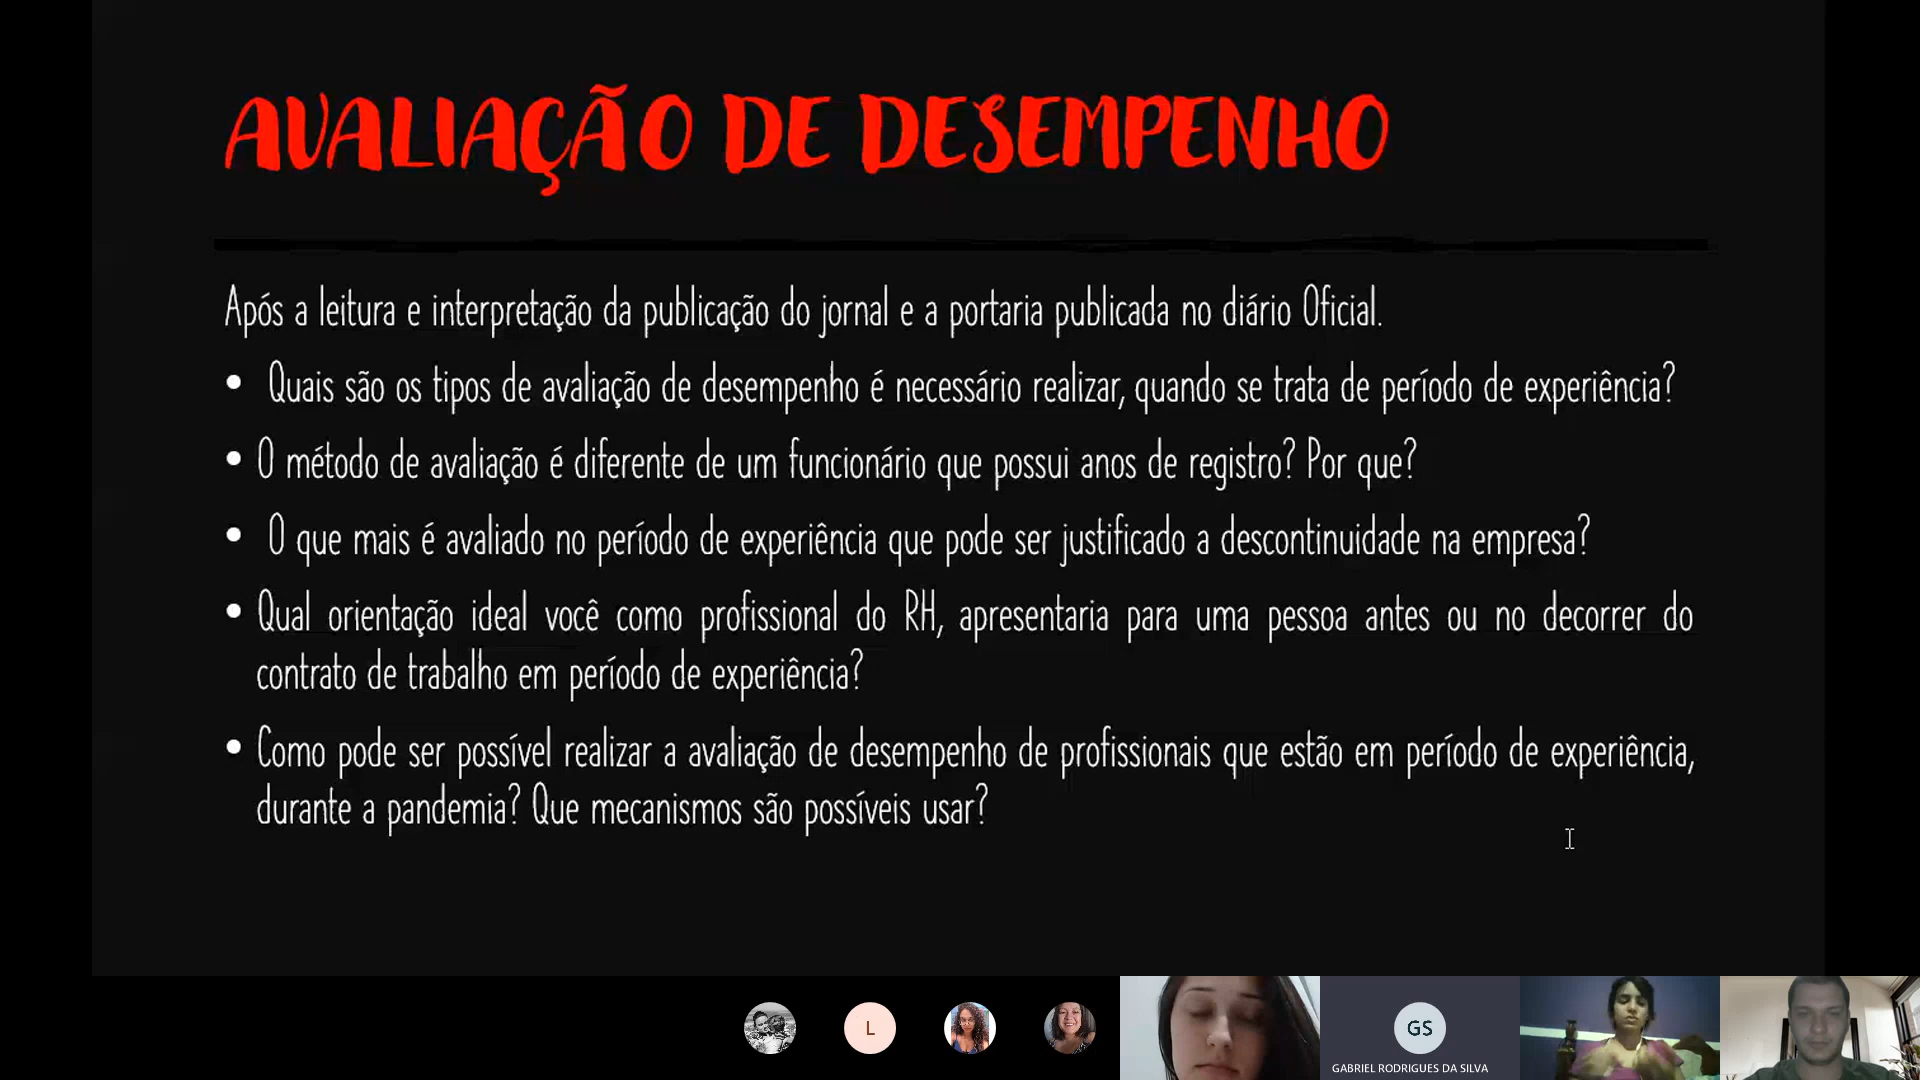 AVALIAÇÃO DE DESEMPENHO
Após a leitura e interpretação da publicação do jornal e a portaria publicada no diário Oficial.
• Quais são os tipos de avaliação de desempenho é necessário realizar, quando se trata de período de experiência?
• O método de avaliação é diferente de um funcionário que possui anos de registro? Por que?
• O que mais é avaliado no período de experiência que pode ser justificado a descontinuidade na empresa?
• Qual orientação ideal você como profissional do RH, apresentaria para uma pessoa antes ou no decorrer do
contrato de trabalho em período de experiência?
• Como pode ser possível realizar a avaliação de desempenho de profissionais que estão em período de experiência,
durante a pandemia? Que mecanismos são possíveis usar?
L
GS
GABRIEL RODRIGUES DA SILVA